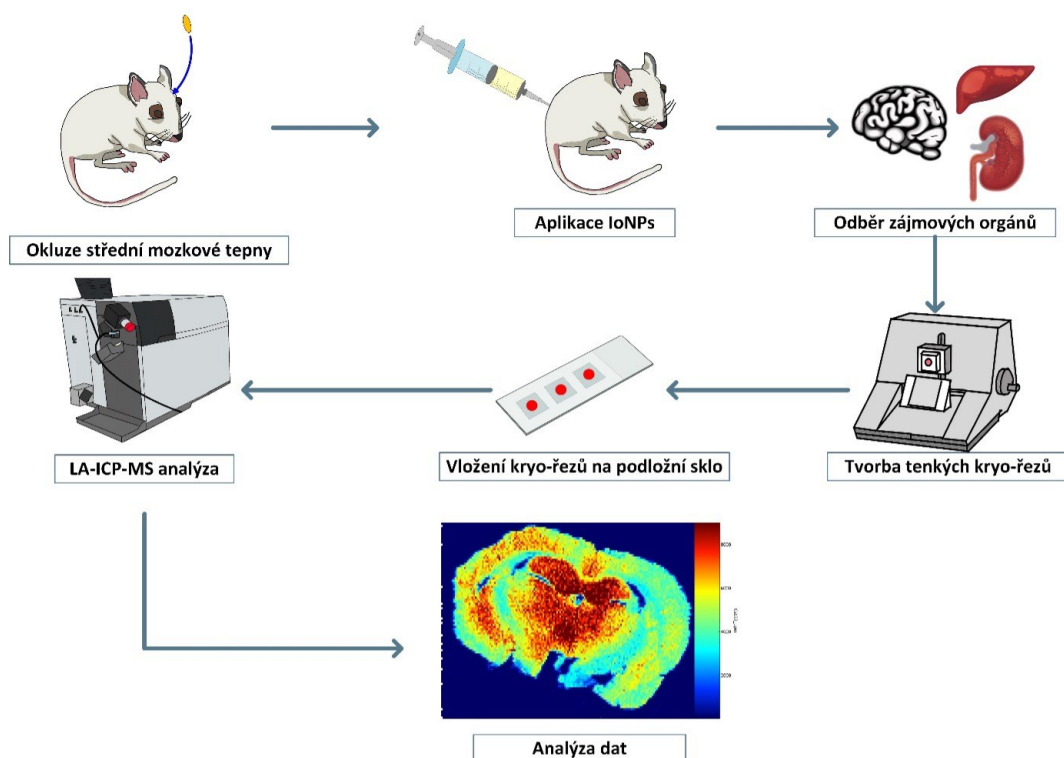 Okluze střední mozkové tepny
Aplikace IoNPs
Odběr zájmových orgánů
LA-ICP-MS analýza
Vložení kryo-řezů na podložní sklo
Tvorba tenkých kryo-řezů
Analýza dat